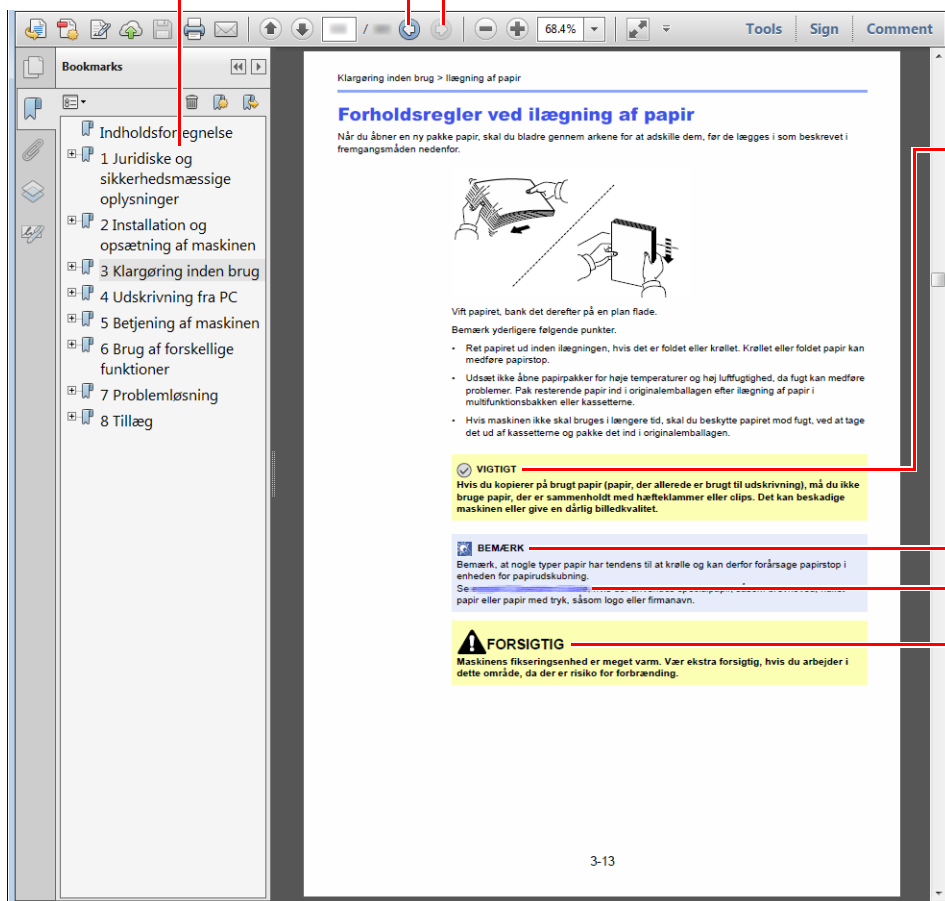 /
68.4%
Tools
Sign
Comment
Bookmarks
Indholdsfortegnelse
1 Juridiske og
sikkerhedsmæssige
oplysninger
2 Installation og
opsætning af maskinen
3 Klargøring inden brug
4 Udskrivning fra PC
5 Betjening af maskinen
6 Brug af forskellige
funktioner
7 Problemløsning
8 Tillæg
Klargøring inden brug > Ilægning af papir
Forholdsregler ved ilægning af papir
Når du åbner en ny pakke papir, skal du bladre gennem arkene for at adskille dem, før de lægges i som beskrevet i
fremgangsmåden nedenfor.
Vift papiret, bank det derefter på en plan flade.
Bemærk yderligere følgende punkter.
• Ret papiret ud inden ilægningen, hvis det er foldet eller krøllet. Krøllet eller foldet papir kan
medføre papirstop.
• Udsæt ikke åbne papirpakker for høje temperaturer og høj luftfugtighed, da fugt kan medføre
problemer. Pak resterende papir ind i originalemballagen efter ilægning af papir i
multifunktionsbakken eller kassetterne.
• Hvis maskinen ikke skal bruges i længere tid, skal du beskytte papiret mod fugt, ved at tage
det ud af kassetterne og pakke det ind i originalemballagen.
VIGTIGT
Hvis du kopierer på brugt papir (papir, der allerede er brugt til udskrivning), må du ikke
bruge papir, der er sammenholdt med hæfteklammer eller clips. Det kan beskadige
maskinen eller give en dårlig billedkvalitet.
BEMÆRK
Bemærk, at nogle typer papir har tendens til at krølle og kan derfor forårsage papirstop i
enheden for papirudskubning.
Se
papir eller papir med tryk, såsom logo eller firmanavn.
FORSIGTIG
Maskinens fikseringsenhed er meget varm. Vær ekstra forsigtig, hvis du arbejder i
dette område, da der er risiko for forbrænding.
3-13